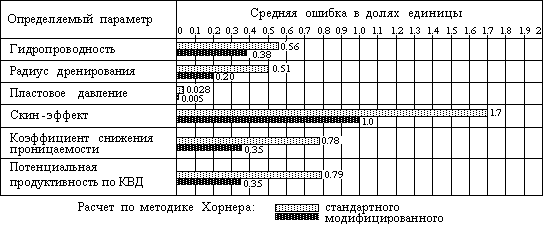 Определяемый параметр
Средняя ошибка в долях единицы
0 0.1 0.2 0.3 0.4 0.5 0.6 0.7 0.8 0.9 1.0 1.1 1.2 1.3 1.4 1.5 1.6 1.7 1.8 1.9 2
Гидропроводность
0.56
0.38
Радиус дренирования
0.51
0.20
Пластовое давление
0.028
0.005
Скин-эффект
1.7
1.0
Коэффициент снижения
проницаемости
0.78
0.35
Потенциальная
продуктивность по КВД
0.79
0.35
Расчет по методике Хорнера:
стандартного
модифицированного